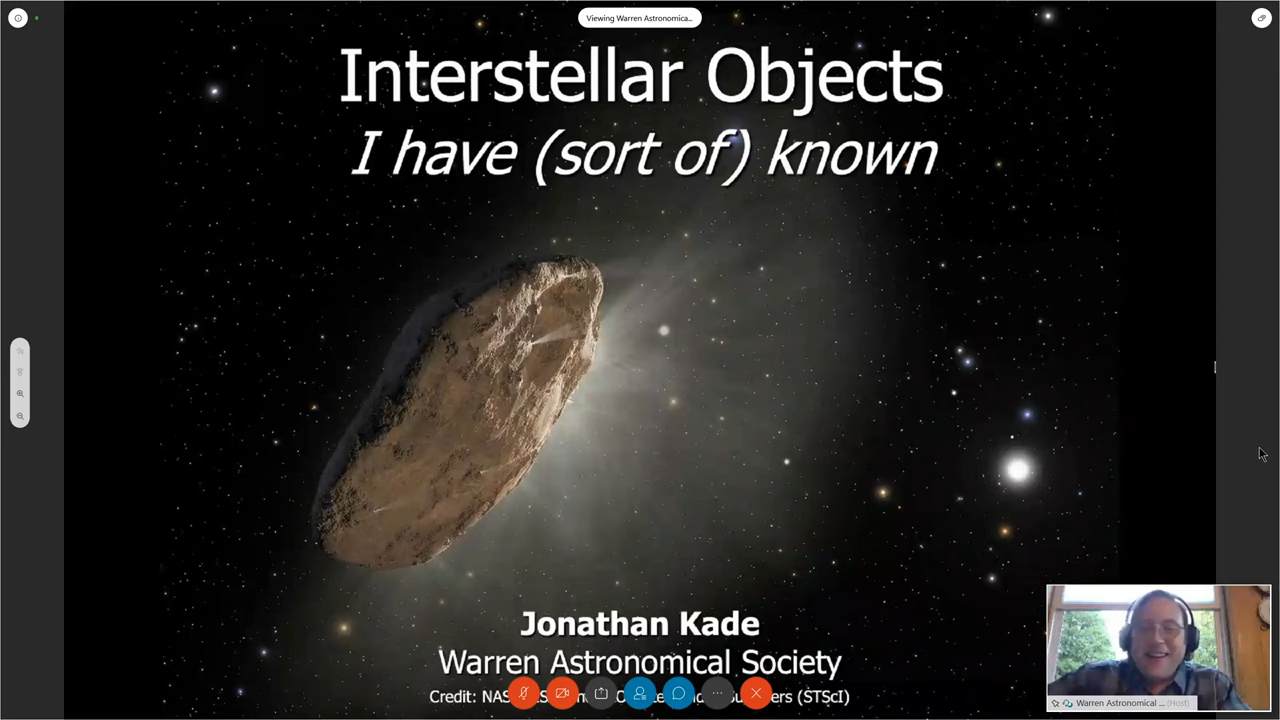 Viewing Warren Astronomica...
Interstellar Objects
I have (sort of) known
Jonathan Kade
Warren Astronomical Society
Credit: (STScI)
Warren Astronomical ... (Host)